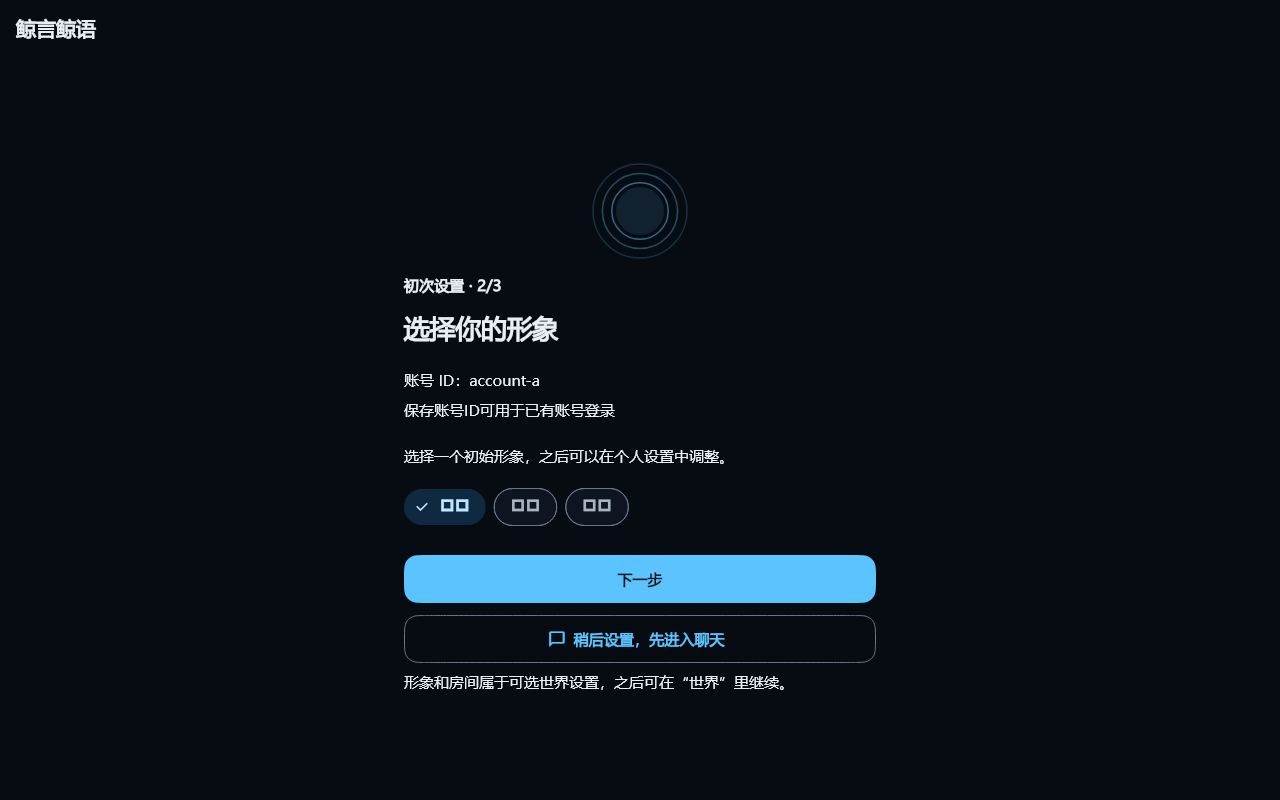 鲸言鲸语
初次设置 · 2/3
选择你的形象
账号 ID：account-a
保存账号ID可用于已有账号登录
选择一个初始形象，之后可以在个人设置中调整。
下一步
稍后设置，先进入聊天
形象和房间属于可选世界设置，之后可在“世界”里继续。